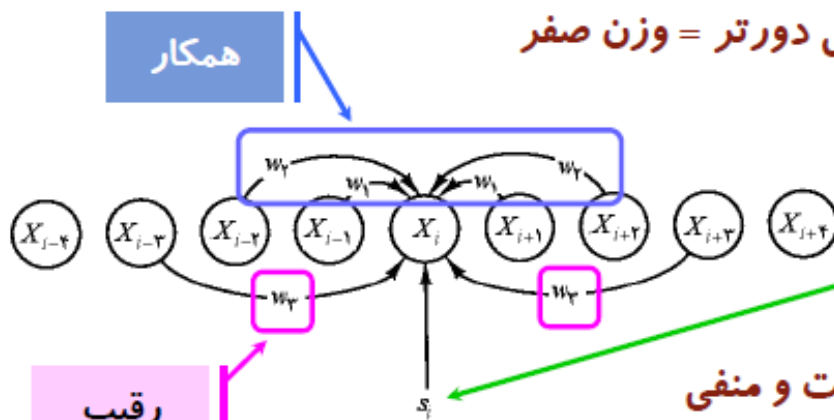 دورتر = وزن صفر
همکار
w۲ w۱ w۱ w۲
X i-۴ X i-۳ X i-۲ X i-۱ X i X i+۱ X i+۲ X i+۳ X i+۴
w۳ w۳
و منفی
رقیب
s i